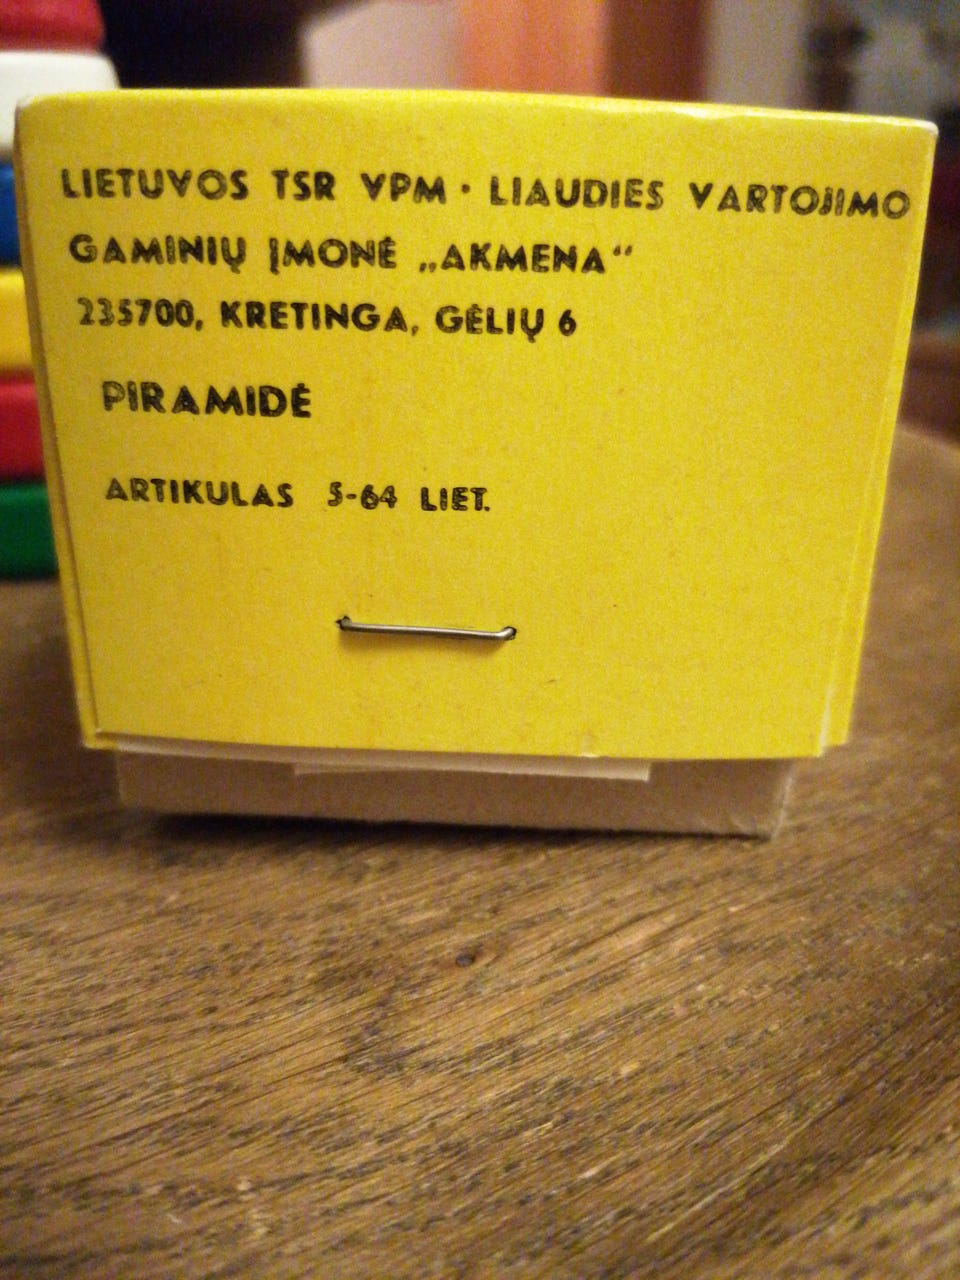 LIETUVOS TSR VPM · LIAUDIES VARTOJIMO
GAMINIŲ ĮMONĖ „AKMENA“
235700, KRETINGA, GĖLIŲ 6
PIRAMIDĖ
ARTIKULAS 5-64 LIET.